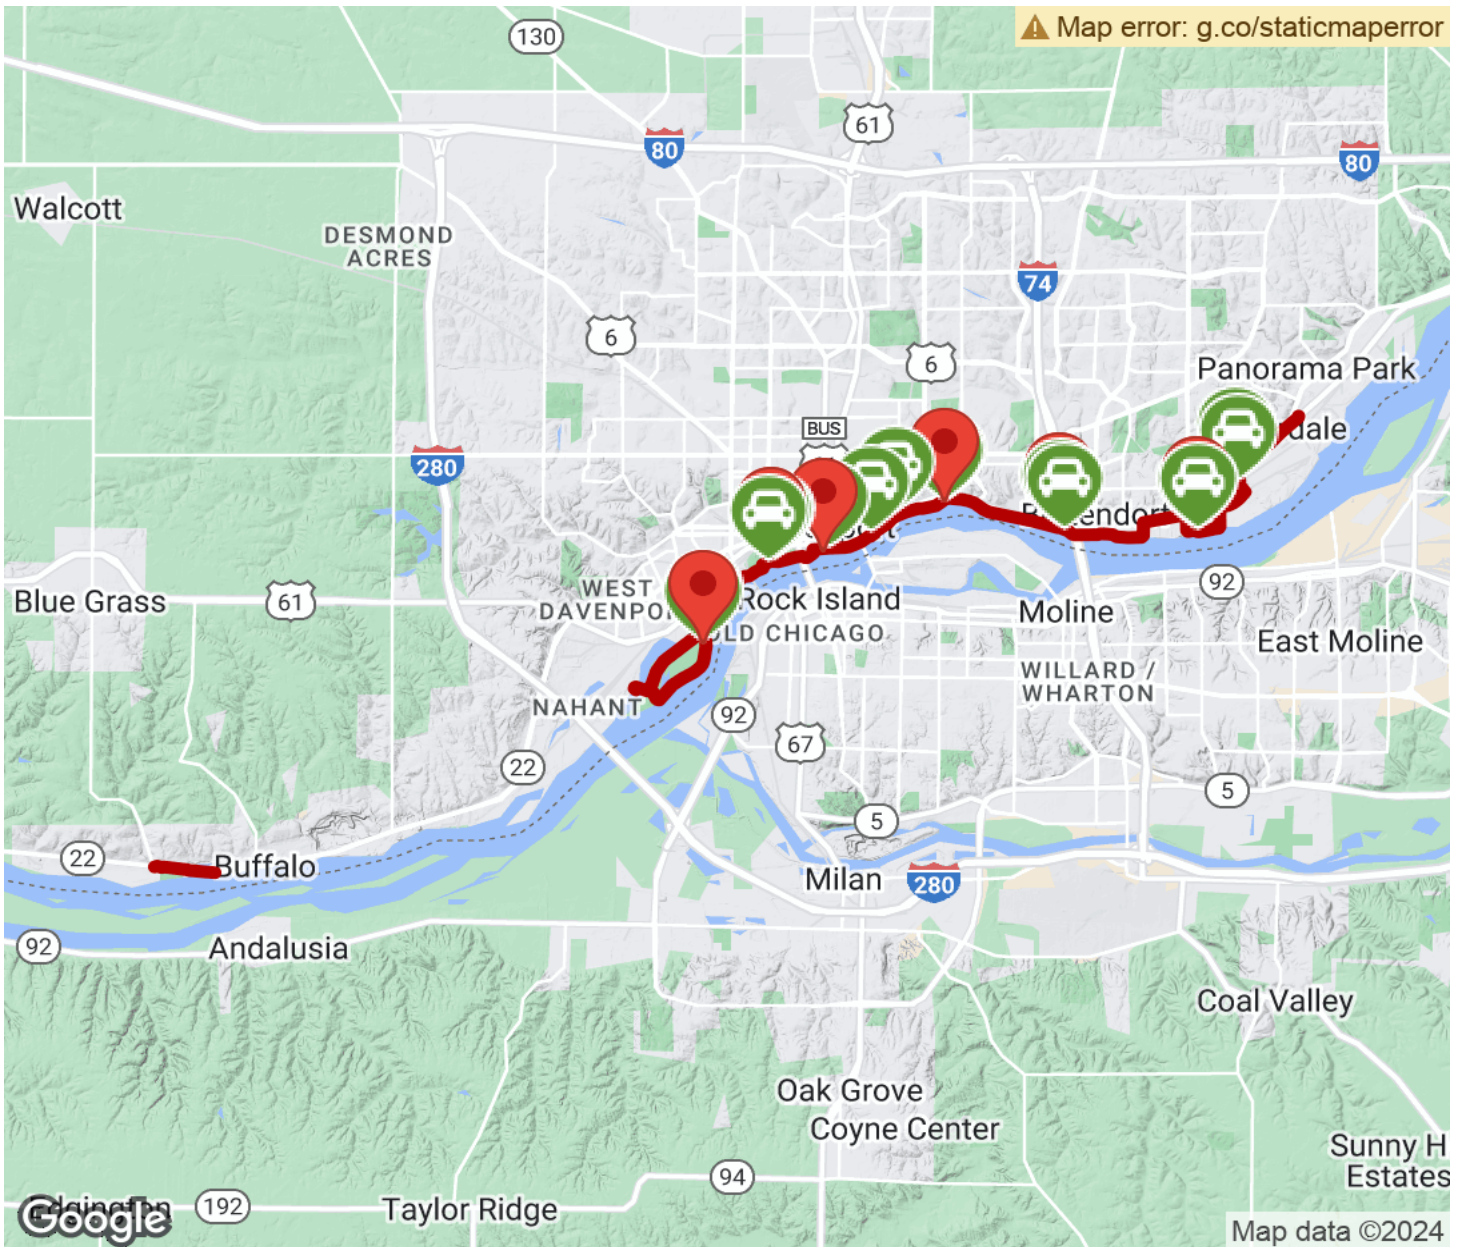 Map error: g.co/staticmaperror
130
61
80
80
Walcott
DESMOND
ACRES
74
6
6
Panorama Park
BUS
dale
280
WEST
Blue Grass
61
Rock Island
92
Moline
East Moline
WILLARD /
WHARTON
NAHANT
92
67
22
5
5
22
Buffalo
Milan
280
92
Andalusia
Coal Valley
Oak Grove
Coyne Center
Sunny H
Estates
94
192
Taylor Ridge
Google
Map data ©2024